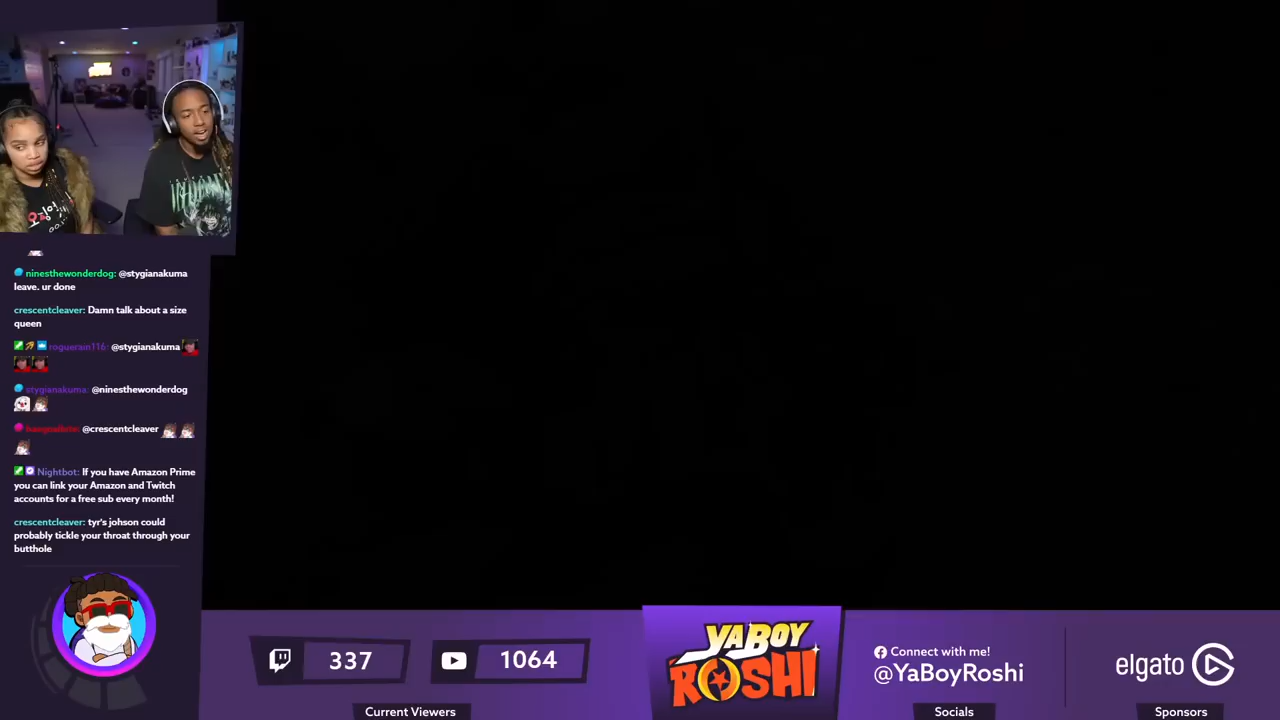 ninesthewonderdog: @stygianakuma
leave. ur done
crescentcleaver: Damn talk about a size
queen
roguerain116: @stygianakuma
stygianakuma: @ninesthewonderdog
@crescentcleaver
Nightbot: If you have Amazon Prime
you can link your Amazon and Twitch
accounts for a free sub every month!
crescentcleaver: tyr's johson could
probably tickle your throat through your
butthole
337
1064
Current Viewers
YABOY
ROSHI
Connect with me!
@YaBoyRoshi
Socials
elgato
Sponsors